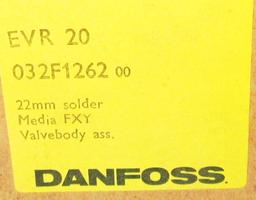 EVR 20
032F1262 00
22mm solder
Media FXY
Valvebody ass.
DANFOSS